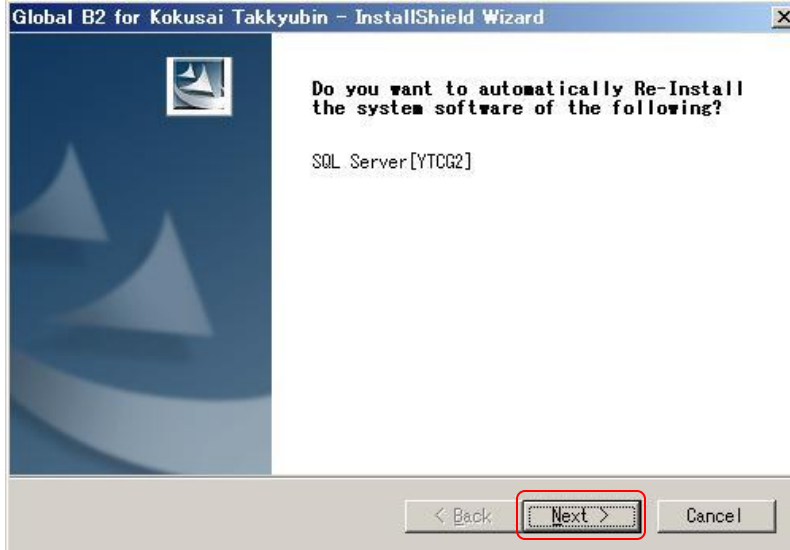 Global B2 for Kokusai Takkyubin - InstallShield Wizard
Do you want to automatically Re-Install
the system software of the following?
SQL Server[YTCG2]
< Back
Next >
Cancel